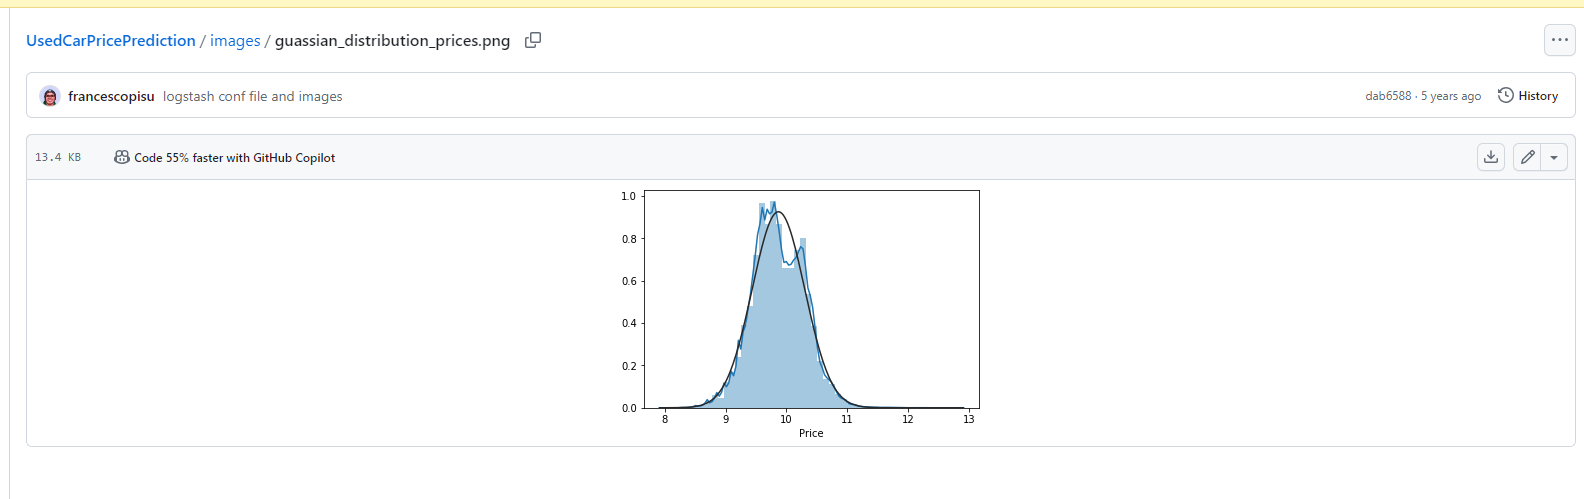 UsedCarPricePrediction / images / guassian_distribution_prices.png
francescopisu logstash conf file and images dab6588 · 5 years ago History
13.4 KB Code 55% faster with GitHub Copilot
1.0
0.8
0.6
0.4
0.2
0.0
8 9 10 11 12 13
Price